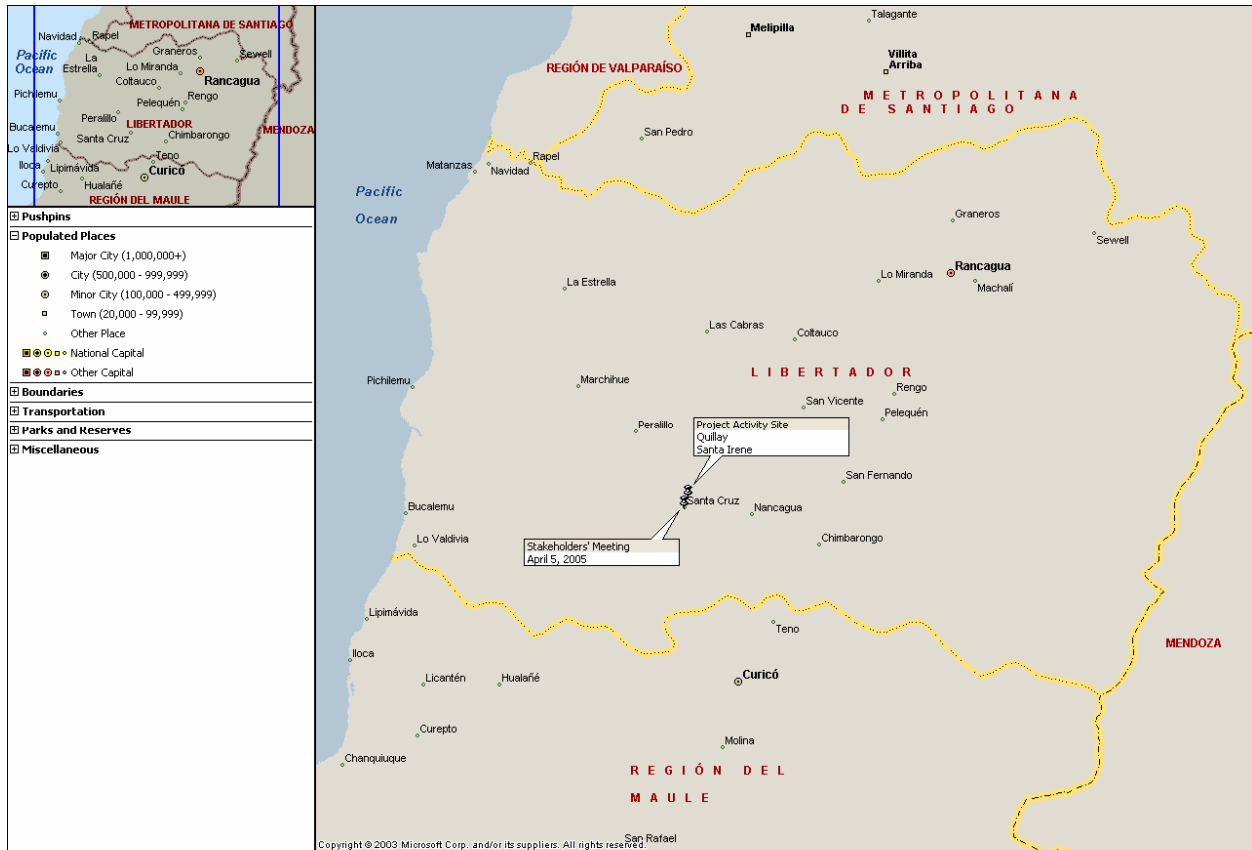 METROPOLITANA DE SANTIAGO
Navidad
Rapel
Pacific
Ocean
La
Estrella
Graneros
Sewell
Lo Miranda
Rancagua
Coltauco
Pichilemu
Pelequén
Rengo
Peralillo
LIBERTADOR
Bucalemu
Santa Cruz
Chimbarongo
MENDOZA
Lo Valdivia
Teno
Iloca
Lipimávida
Curicó
Curepto
Hualañé
REGIÓN DEL MAULE
Pushpins
Populated Places
Major City (1,000,000+)
City (500,000 - 999,999)
Minor City (100,000 - 499,999)
Town (20,000 - 99,999)
Other Place
National Capital
Other Capital
Boundaries
Transportation
Parks and Reserves
Miscellaneous
Talagante
Melipilla
Villita
Arriba
REGIÓN DE VALPARAÍSO
METROPOLITANA
DE SANTIAGO
San Pedro
Rapel
Matanzas
Navidad
Pacific
Ocean
Graneros
Sewell
Rancagua
Lo Miranda
Machalí
La Estrella
Las Cabras
Coltauco
LIBERTADOR
Pichilemu
Marchihue
Rengo
San Vicente
Pelequén
Peralillo
Project Activity Site
Quillay
Santa Irene
San Fernando
Santa Cruz
Bucalemu
Nancagua
Lo Valdivia
Stakeholders' Meeting
April 5, 2005
Chimbarongo
Lipimávida
Teno
MENDOZA
Iloca
Licantén
Hualañé
Curicó
Curepto
Molina
Chanquiuque
REGIÓN DEL
MAULE
San Rafael
Copyright © 2003 Microsoft Corp. and/or its suppliers. All rights reserved.